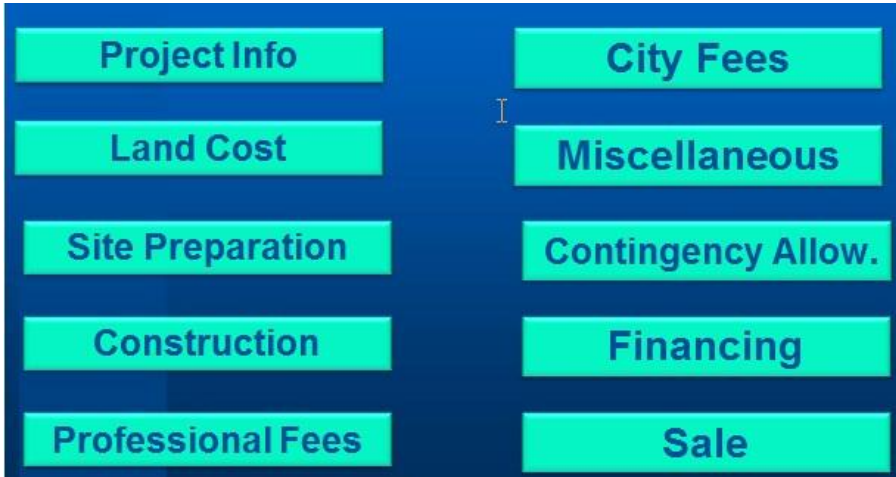 Project Info
Land Cost
Site Preparation
Construction
Professional Fees
City Fees
Miscellaneous
Contingency Allow.
Financing
Sale